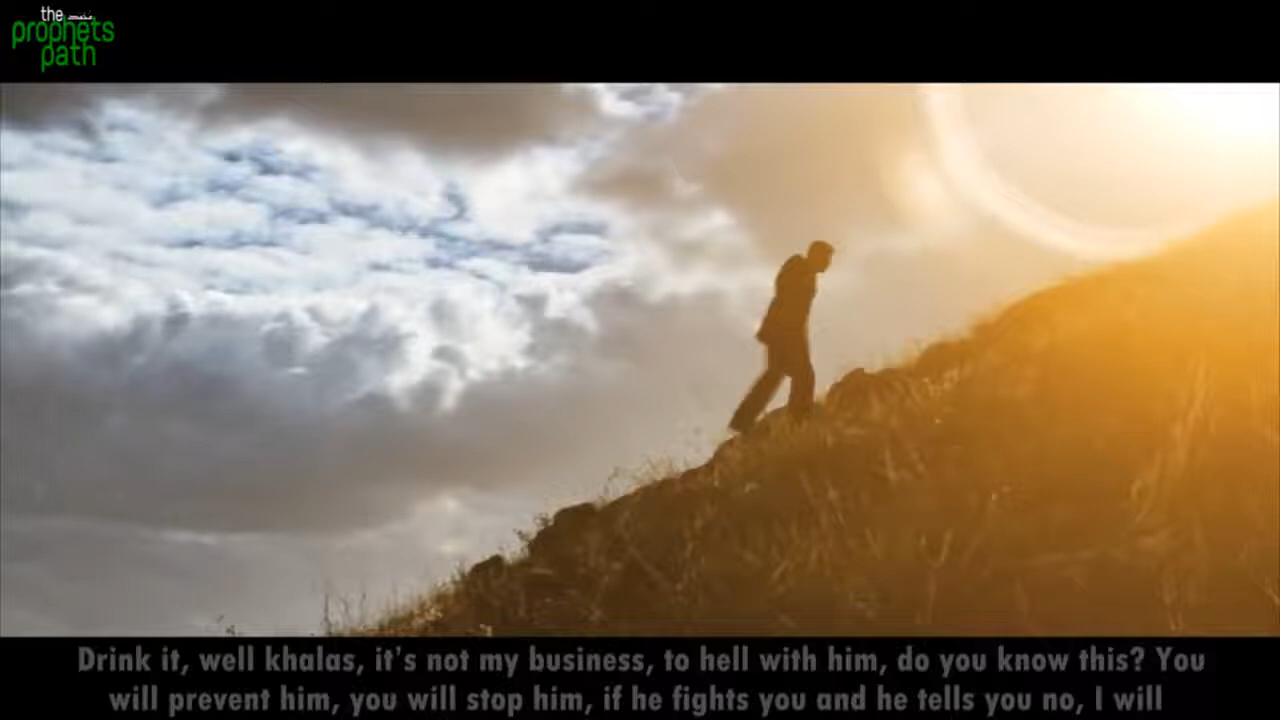 the
prophets
path
Drink it, well khalas, it's not my business, to hell with him, do you know this? You
will prevent him, you will stop him, if he fights you and he tells you no, I will